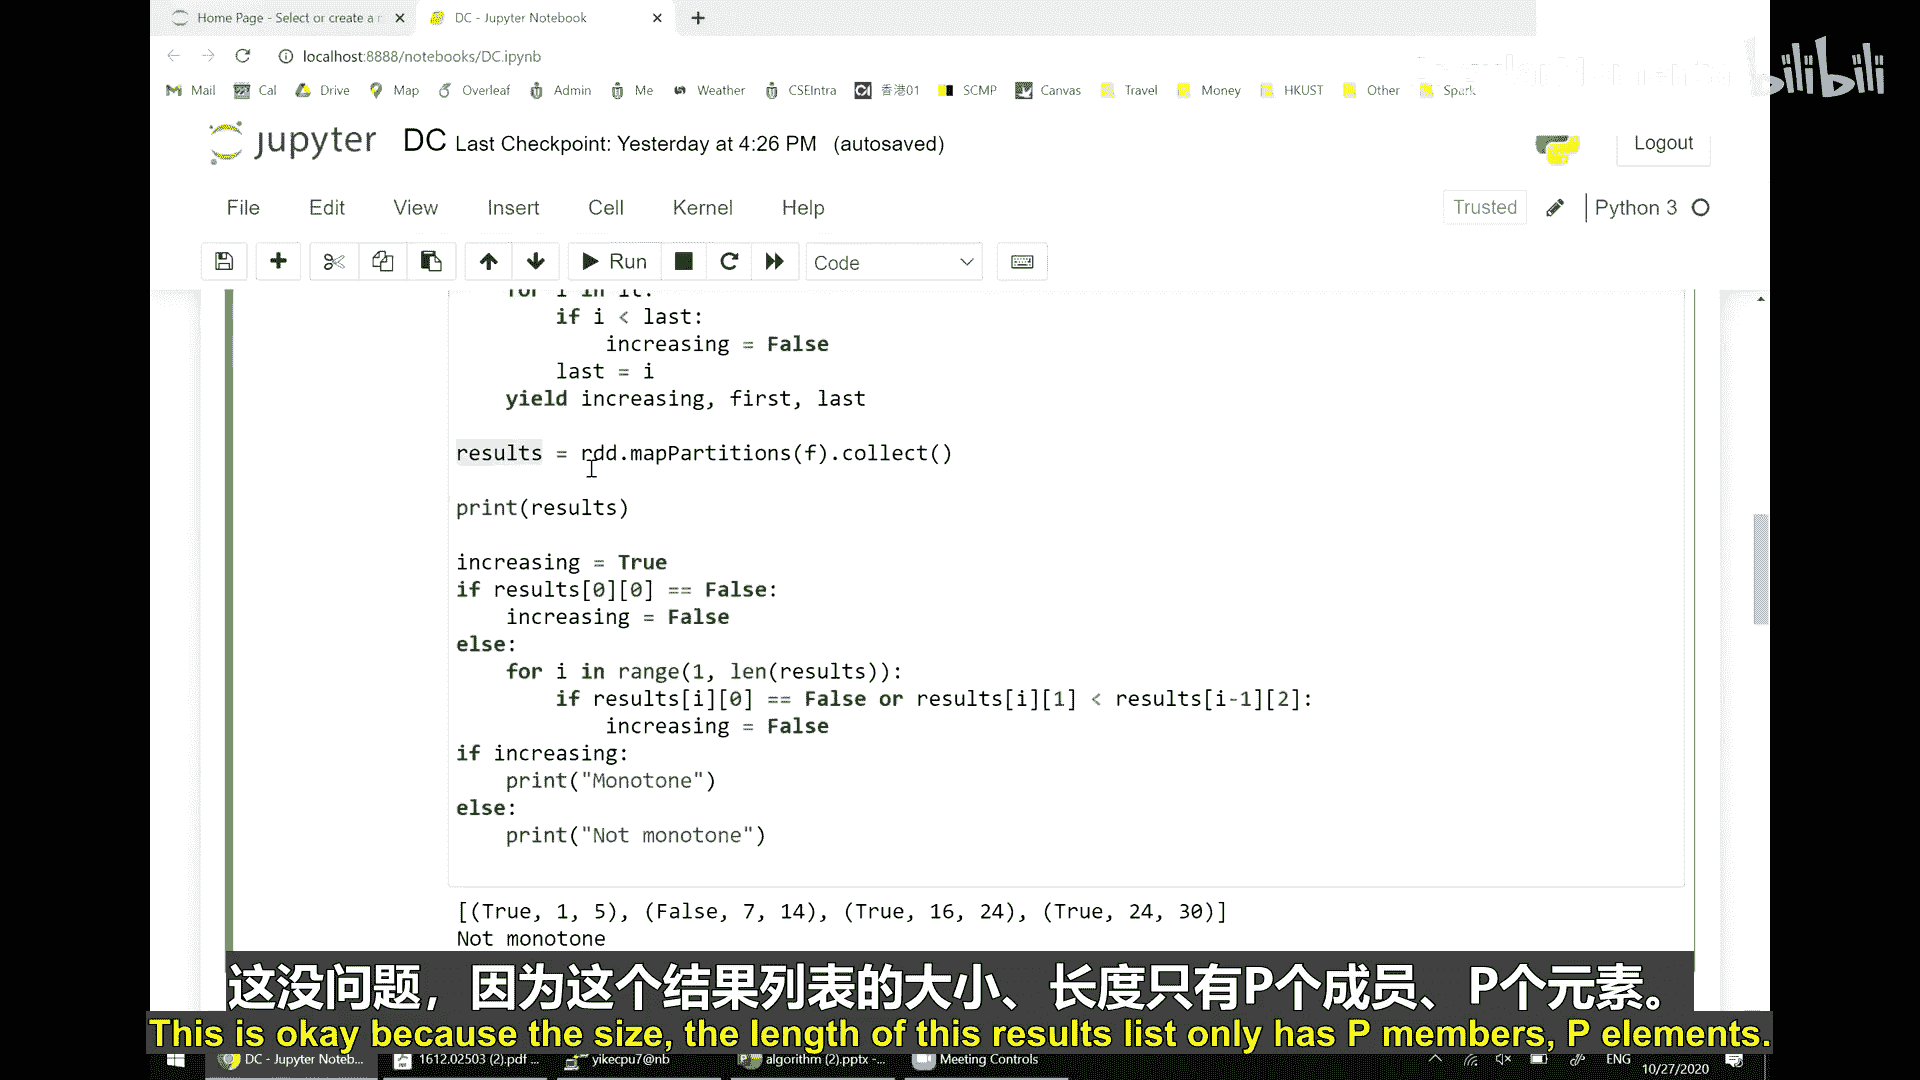 Home Page - Select or create a n
DC - Jupyter Notebook
localhost:8888/notebooks/DC.ipynb
bilibili
Mail Cal Drive Map Overleaf Admin Me Weather CSEIntra 香港01 SCMP Canvas Travel Money HKUST Other Spark
jupyter DC Last Checkpoint: Yesterday at 4:26 PM (autosaved)
Logout
File Edit View Insert Cell Kernel Help
Trusted
Python 3
Run
Code
for i in it:
if i < last:
increasing = False
last = i
yield increasing, first, last
results = rdd.mapPartitions(f).collect()
print(results)
increasing = True
if results[0][0] == False:
increasing = False
else:
for i in range(1, len(results)):
if results[i][0] == False or results[i][1] < results[i-1][2]:
increasing = False
if increasing:
print("Monotone")
else:
print("Not monotone")
[(True, 1, 5), (False, 7, 14), (True, 16, 24), (True, 24, 30)]
Not monotone
这没问题，因为这个结果列表的大小、长度只有P个成员、P个元素。
This is okay because the size, the length of this results list only has P members, P elements.
DC - Jupyter Noteb...
1612.02503 (2).pdf ...
yikecpu7@nb
algorithm (2).pptx -...
Meeting Controls
ENG
10/27/2020